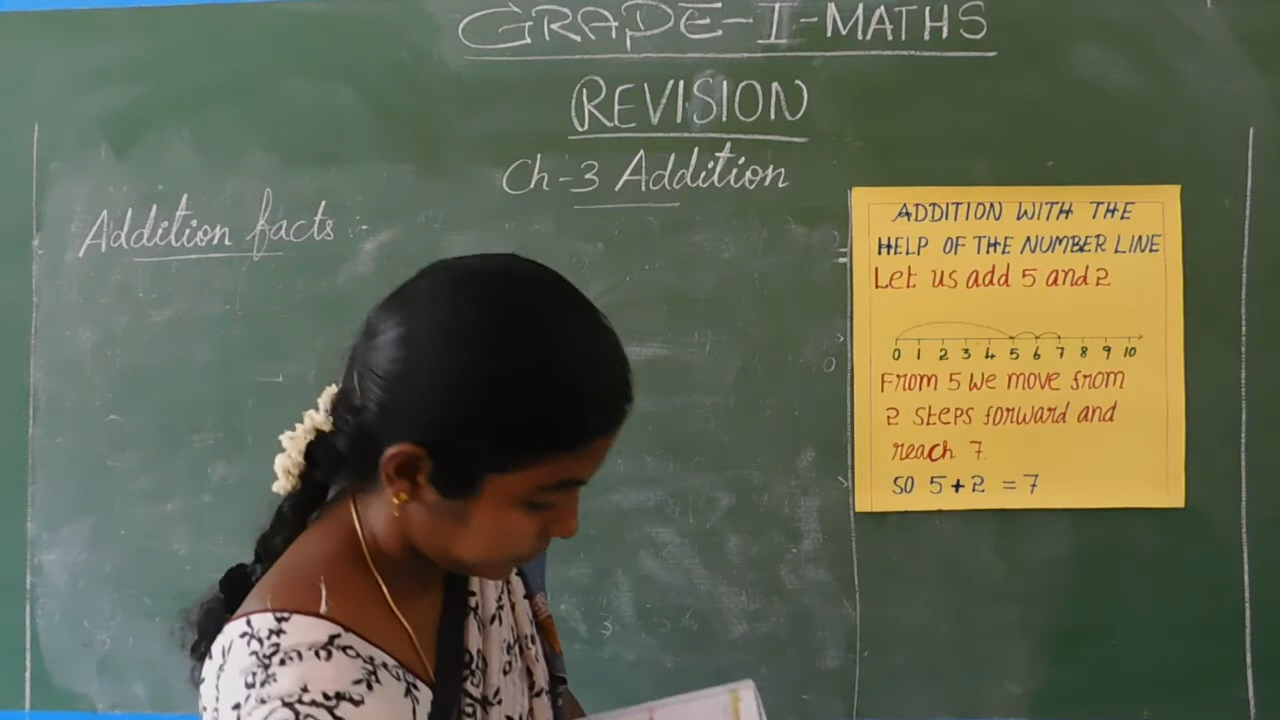 GRADE-I-MATHS
REVISION
Ch-3 Addition
Addition facts :-
ADDITION WITH THE
HELP OF THE NUMBER LINE
Let us add 5 and 2
0 1 2 3 4 5 6 7 8 9 10
From 5 we move from
2 steps forward and
reach 7.
SO 5+2 =7